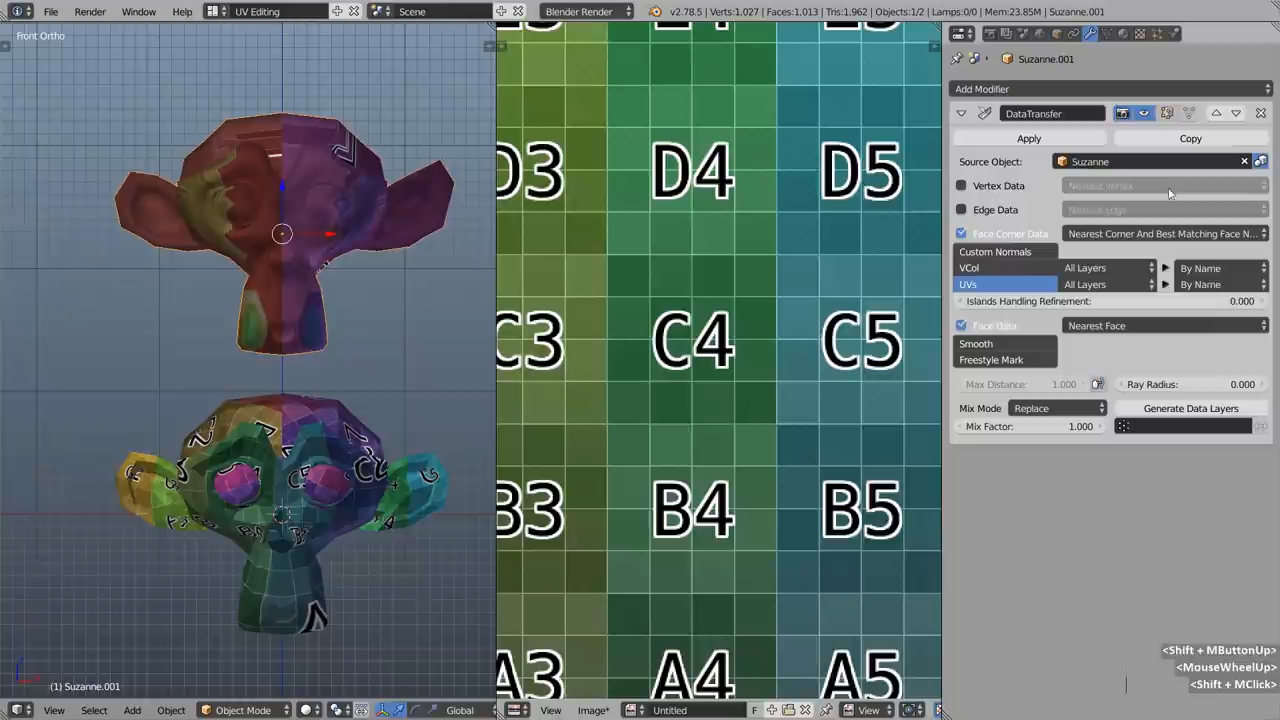 File Render Window Help UV Editing Scene Blender Render v2.78.5 | Verts:1.027 | Faces:1.013 | Tris:1.962 | Objects:1/2 | Lamps:0/0 | Mem:23.85M | Suzanne.001
Front Ortho
D3 D4 D5
C3 C4 C5
B3 B4 B5
A3 A4 A5
Suzanne.001
Add Modifier
DataTransfer
Apply Copy
Source Object: Suzanne
Vertex Data Nearest vertex
Edge Data Nearest Edge
Face Corner Data Nearest Corner And Best Matching Face N...
Custom Normals
VCol All Layers By Name
UVs All Layers By Name
Islands Handling Refinement: 0.000
Face Data Nearest Face
Smooth
Freestyle Mark
Max Distance: 1.000 Ray Radius: 0.000
Mix Mode Replace Generate Data Layers
Mix Factor: 1.000
<Shift + MButtonUp>
<MouseWheelUp>
<Shift + MClick>
(1) Suzanne.001
View Select Add Object Object Mode Global View Image* Untitled F View